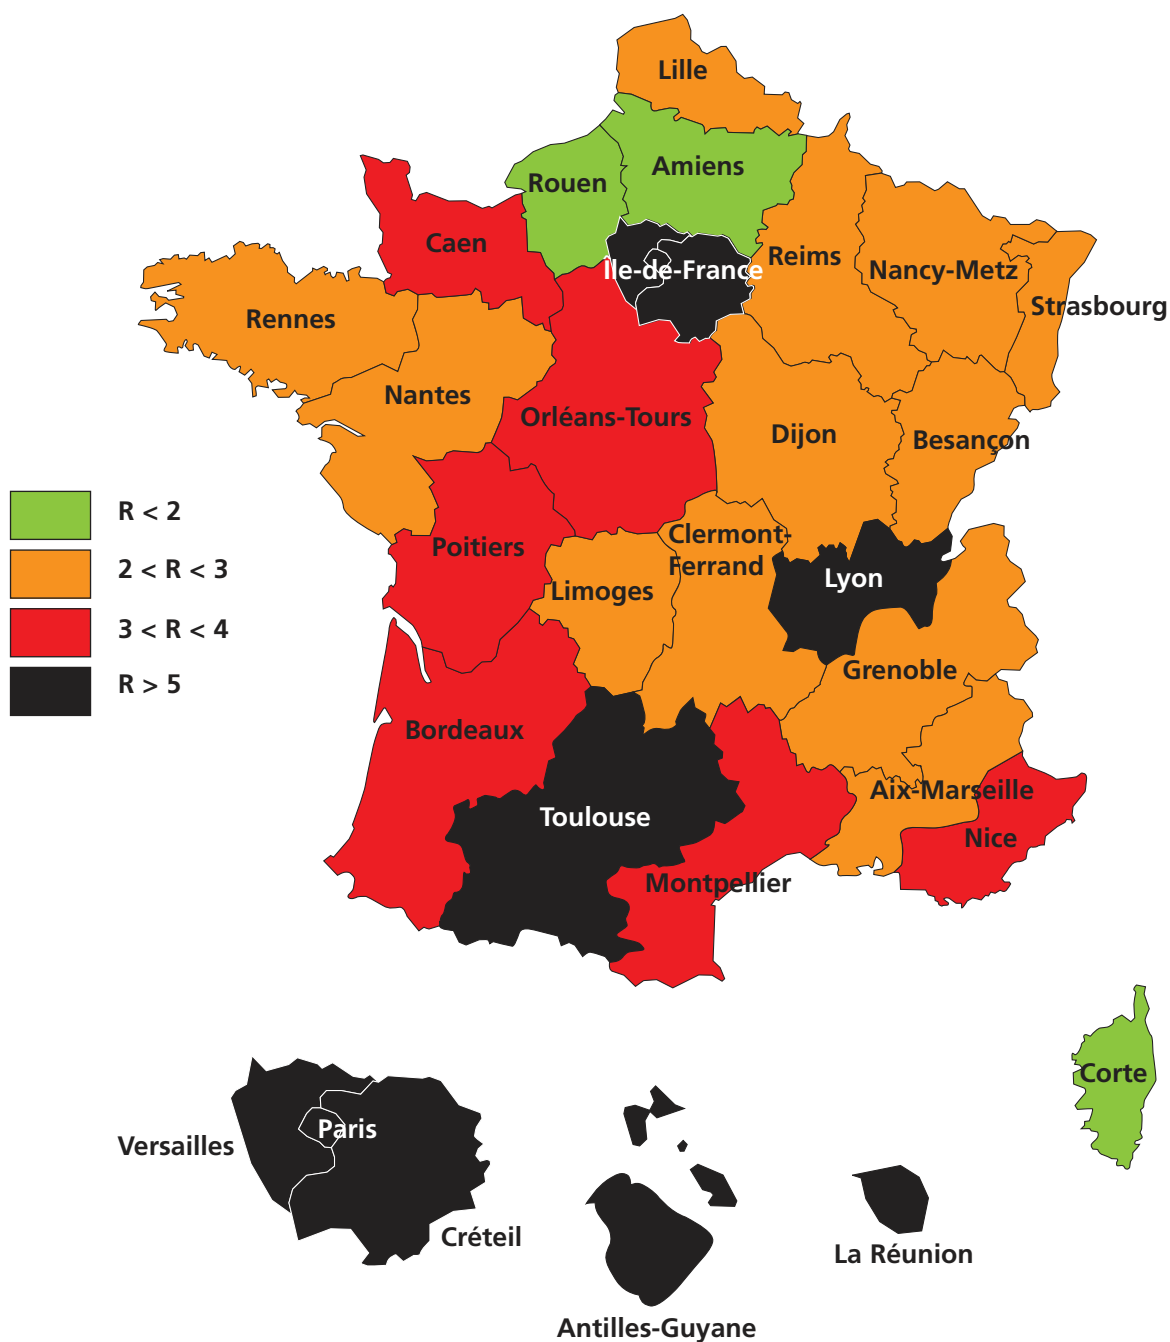 Lille
Amiens
Rouen
Caen
Île-de-France
Reims
Nancy-Metz
Strasbourg
Rennes
Nantes
Orléans-Tours
Dijon
Besançon
R < 2
2 < R < 3
3 < R < 4
R > 5
Poitiers
Clermont-
Ferrand
Limoges
Lyon
Grenoble
Bordeaux
Toulouse
Aix-Marseille
Nice
Montpellier
Corte
Versailles
Paris
Créteil
La Réunion
Antilles-Guyane